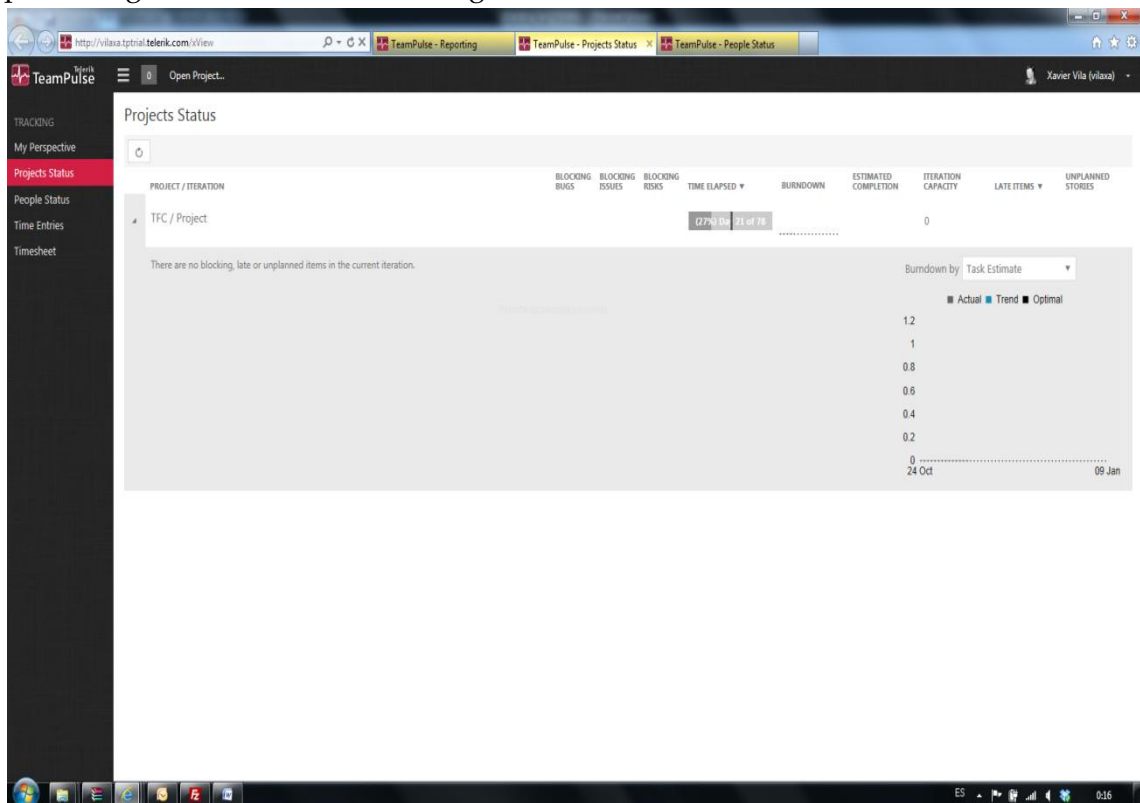 http://vilaxa.tptrial.telerik.com/xView
TeamPulse - Reporting
TeamPulse - Projects Status
TeamPulse - People Status
Telerik
TeamPulse
0
Open Project...
Xavier Vila (vilaxa)
TRACKING
My Perspective
Projects Status
People Status
Time Entries
Timesheet
Projects Status
PROJECT / ITERATION
BLOCKING BUGS
BLOCKING ISSUES
BLOCKING RISKS
TIME ELAPSED
BURNDOWN
ESTIMATED COMPLETION
ITERATION CAPACITY
LATE ITEMS
UNPLANNED STORIES
TFC / Project
(27%) Day 21 of 78
0
There are no blocking, late or unplanned items in the current iteration.
Burndown by Task Estimate
Actual Trend Optimal
1.2
1
0.8
0.6
0.4
0.2
0
24 Oct 09 Jan
ES
0:16